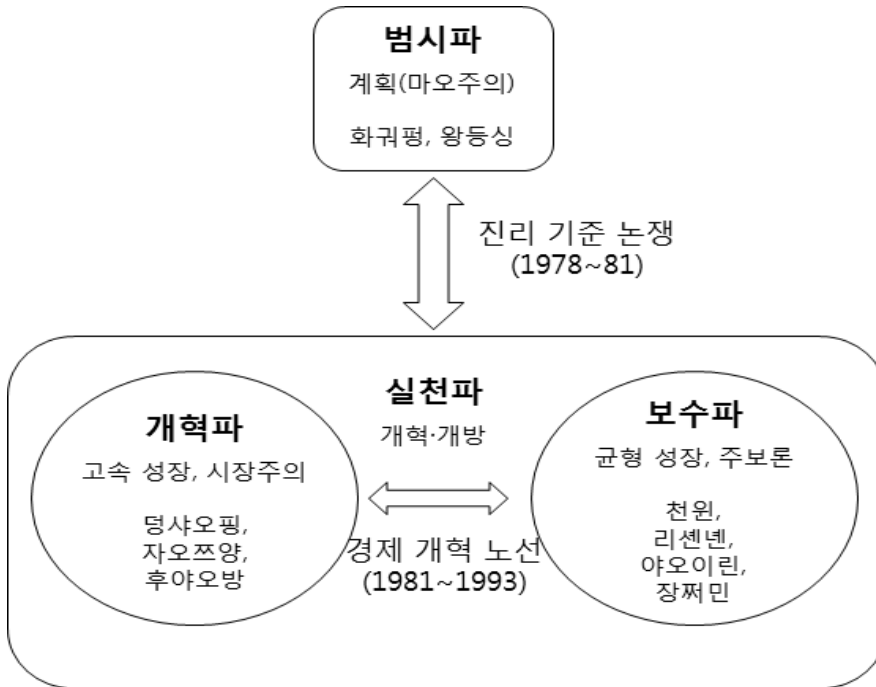 범시파
계획(마오주의)
화궈펑, 왕등싱
진리 기준 논쟁
(1978~81)
실천파
개혁·개방
개혁파
고속 성장, 시장주의
덩샤오핑,
자오쯔양,
후야오방
경제 개혁 노선
(1981~1993)
보수파
균형 성장, 주보론
천윈,
리셴녠,
야오이린,
장쩌민